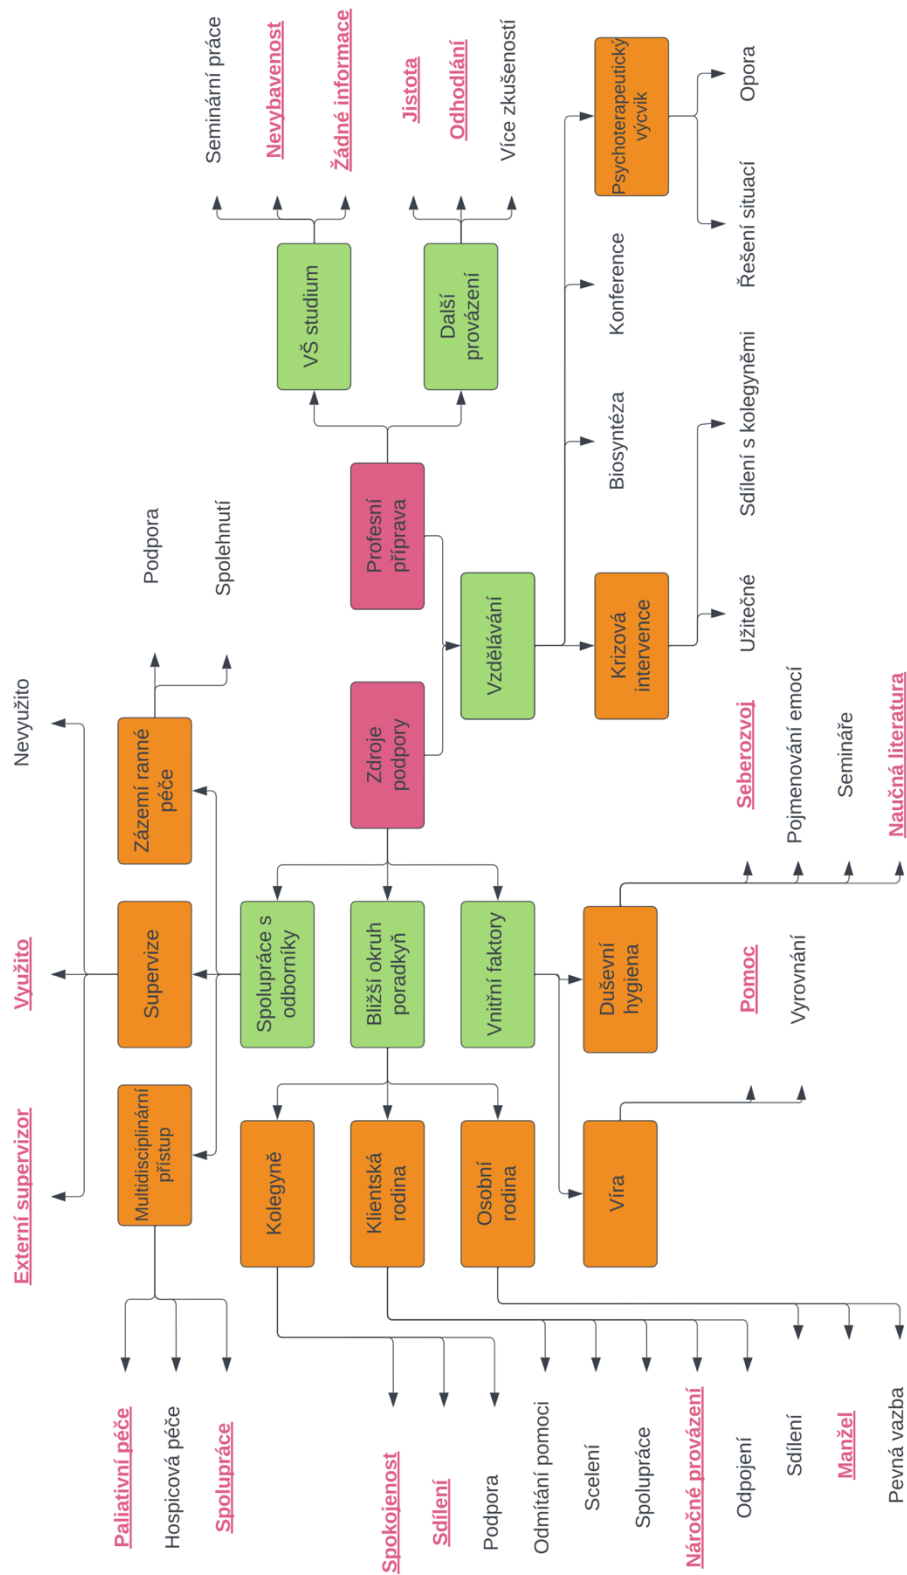 Externí supervizor
Využito
Nevyužito
Paliativní péče
Hospicová péče
Spolupráce
Multidisciplinární
přístup
Supervize
Zázemí ranné
péče
Podpora
Spolehnutí
Seminární práce
Nevybavenost
Žádné informace
Kolegyně
Spolupráce s
odborníky
VŠ studium
Spokojenost
Sdílení
Podpora
Klientská
rodina
Bližší okruh
poradkyň
Zdroje
podpory
Profesní
příprava
Další
provázení
Jistota
Odhodlání
Více zkušeností
Osobní
rodina
Vnitřní faktory
Vzdělávání
Odmítání pomoci
Scelení
Spolupráce
Náročné provázení
Odpojení
Víra
Duševní
hygiena
Krizová
intervence
Biosyntéza
Konference
Psychoterapeutický
výcvik
Sdílení
Manžel
Pevná vazba
Pomoc
Vyrovnání
Seberozvoj
Pojmenování emocí
Semináře
Naučná literatura
Užitečné
Sdílení s kolegyněmi
Řešení situací
Opora